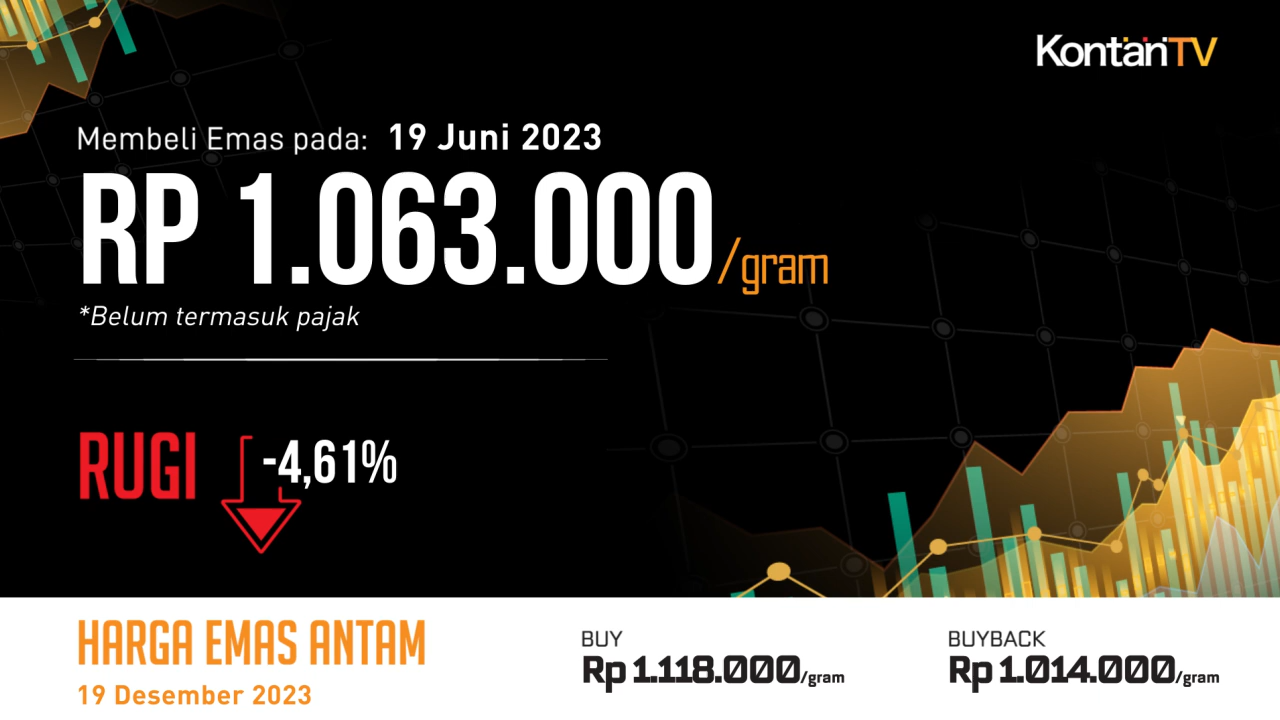 KontanTV
Membeli Emas pada: 19 Juni 2023
RP 1.063.000/gram
*Belum termasuk pajak
RUGI -4,61%
HARGA EMAS ANTAM
19 Desember 2023
BUY
Rp 1.118.000/gram
BUYBACK
Rp 1.014.000/gram